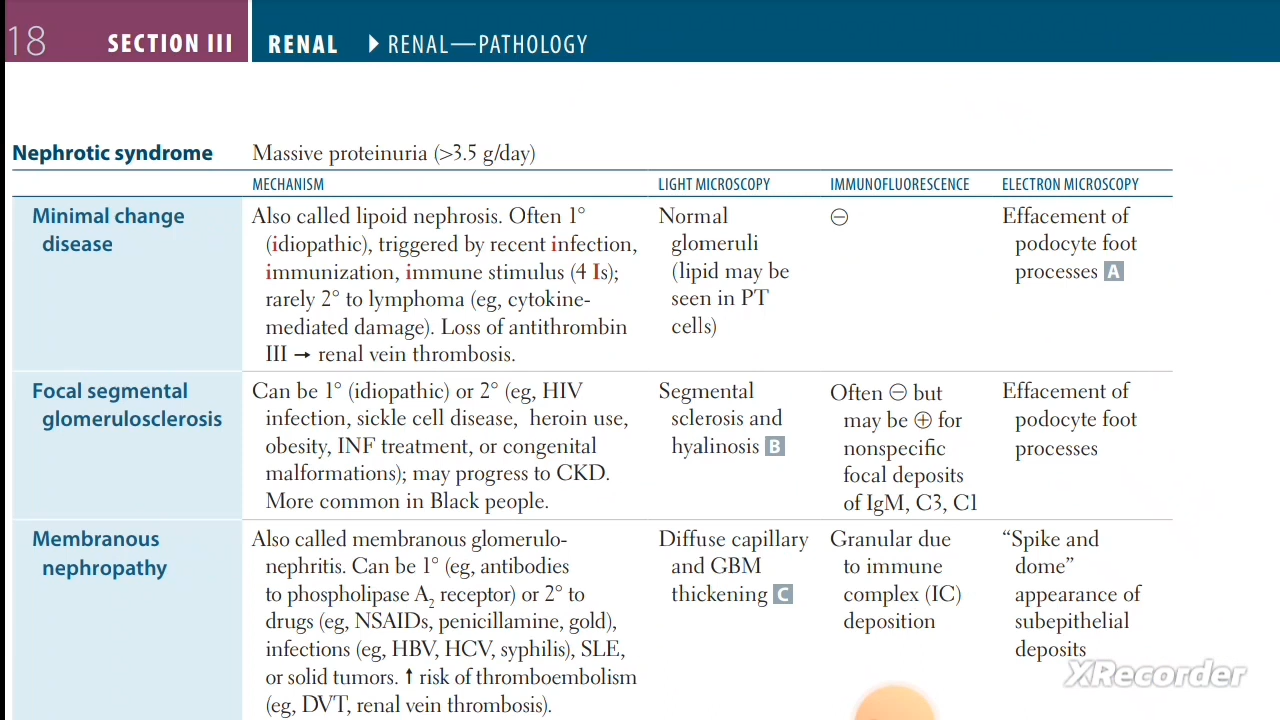 18 SECTION III RENAL ▶ RENAL—PATHOLOGY
Nephrotic syndrome Massive proteinuria (>3.5 g/day)
MECHANISM LIGHT MICROSCOPY IMMUNOFLUORESCENCE ELECTRON MICROSCOPY
Minimal change
disease
Also called lipoid nephrosis. Often 1°
(idiopathic), triggered by recent infection,
immunization, immune stimulus (4 Is);
rarely 2° to lymphoma (eg, cytokine-
mediated damage). Loss of antithrombin
III → renal vein thrombosis.
Normal
glomeruli
(lipid may be
seen in PT
cells)
⊖
Effacement of
podocyte foot
processes A
Focal segmental
glomerulosclerosis
Can be 1° (idiopathic) or 2° (eg, HIV
infection, sickle cell disease, heroin use,
obesity, INF treatment, or congenital
malformations); may progress to CKD.
More common in Black people.
Segmental
sclerosis and
hyalinosis B
Often ⊖ but
may be ⊕ for
nonspecific
focal deposits
of IgM, C3, C1
Effacement of
podocyte foot
processes
Membranous
nephropathy
Also called membranous glomerulo-
nephritis. Can be 1° (eg, antibodies
to phospholipase A₂ receptor) or 2° to
drugs (eg, NSAIDs, penicillamine, gold),
infections (eg, HBV, HCV, syphilis), SLE,
or solid tumors. ↑ risk of thromboembolism
(eg, DVT, renal vein thrombosis).
Diffuse capillary
and GBM
thickening C
Granular due
to immune
complex (IC)
deposition
“Spike and
dome”
appearance of
subepithelial
deposits
XRecorder